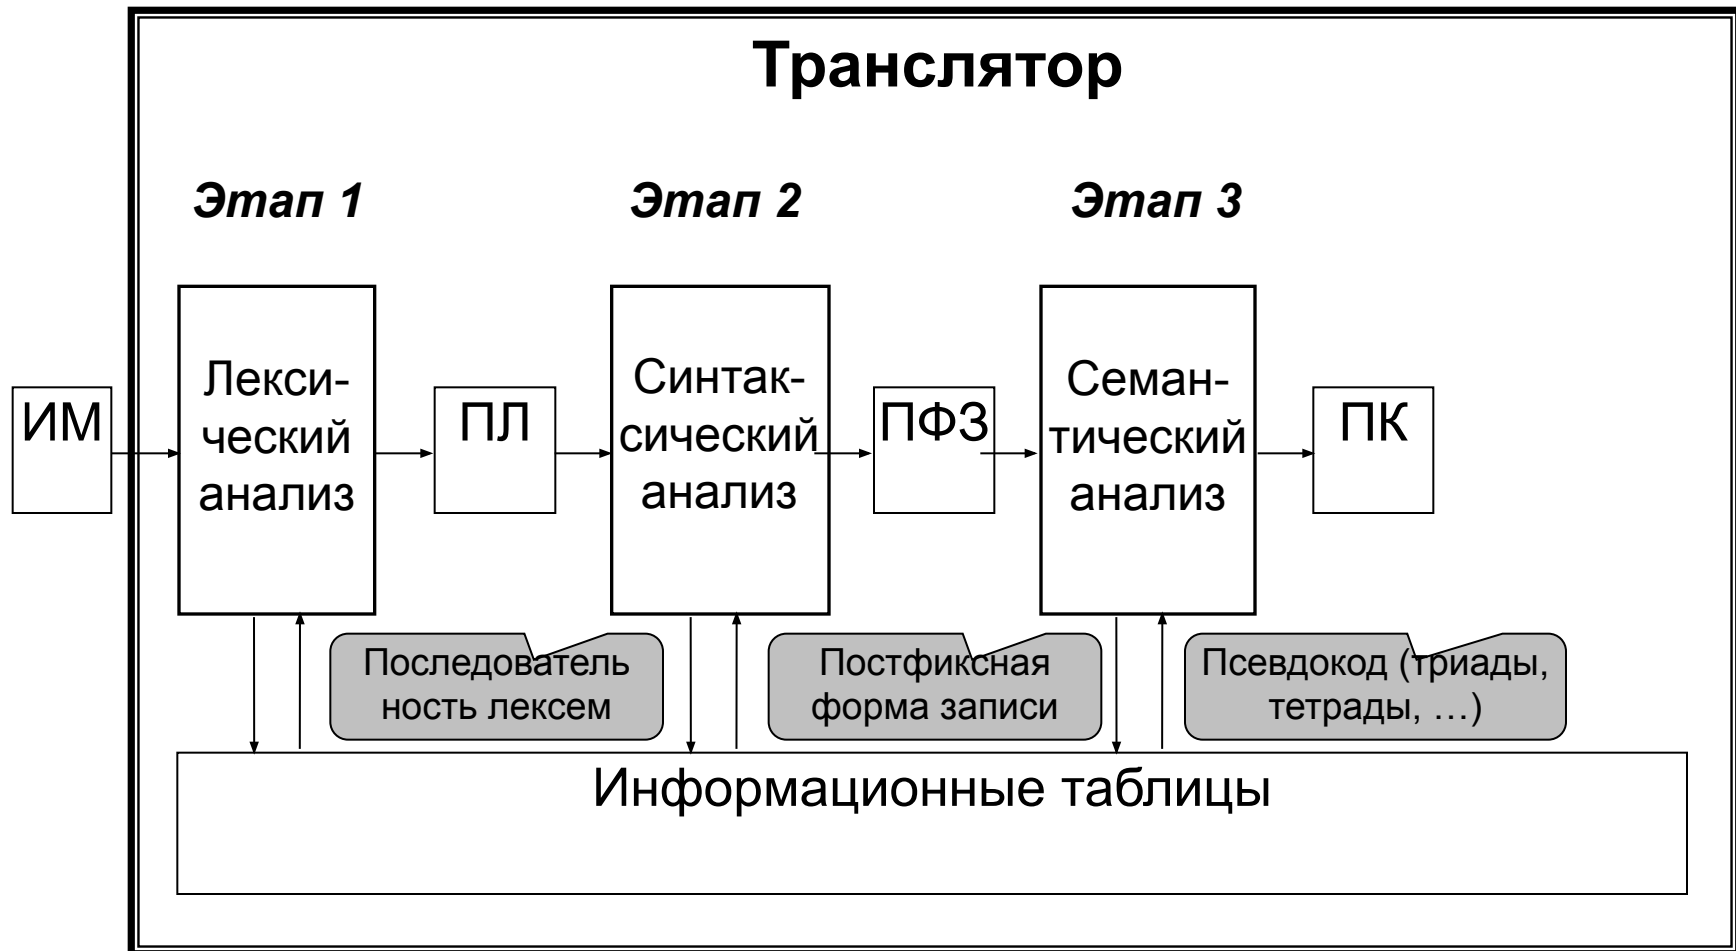 Транслятор
Этап 1
Этап 2
Этап 3
ИМ
Лекси-
ческий
анализ
ПЛ
Синтак-
сический
анализ
ПФЗ
Семан-
тический
анализ
ПК
Последователь
ность лексем
Постфиксная
форма записи
Псевдокод (триады,
тетрады, …)
Информационные таблицы